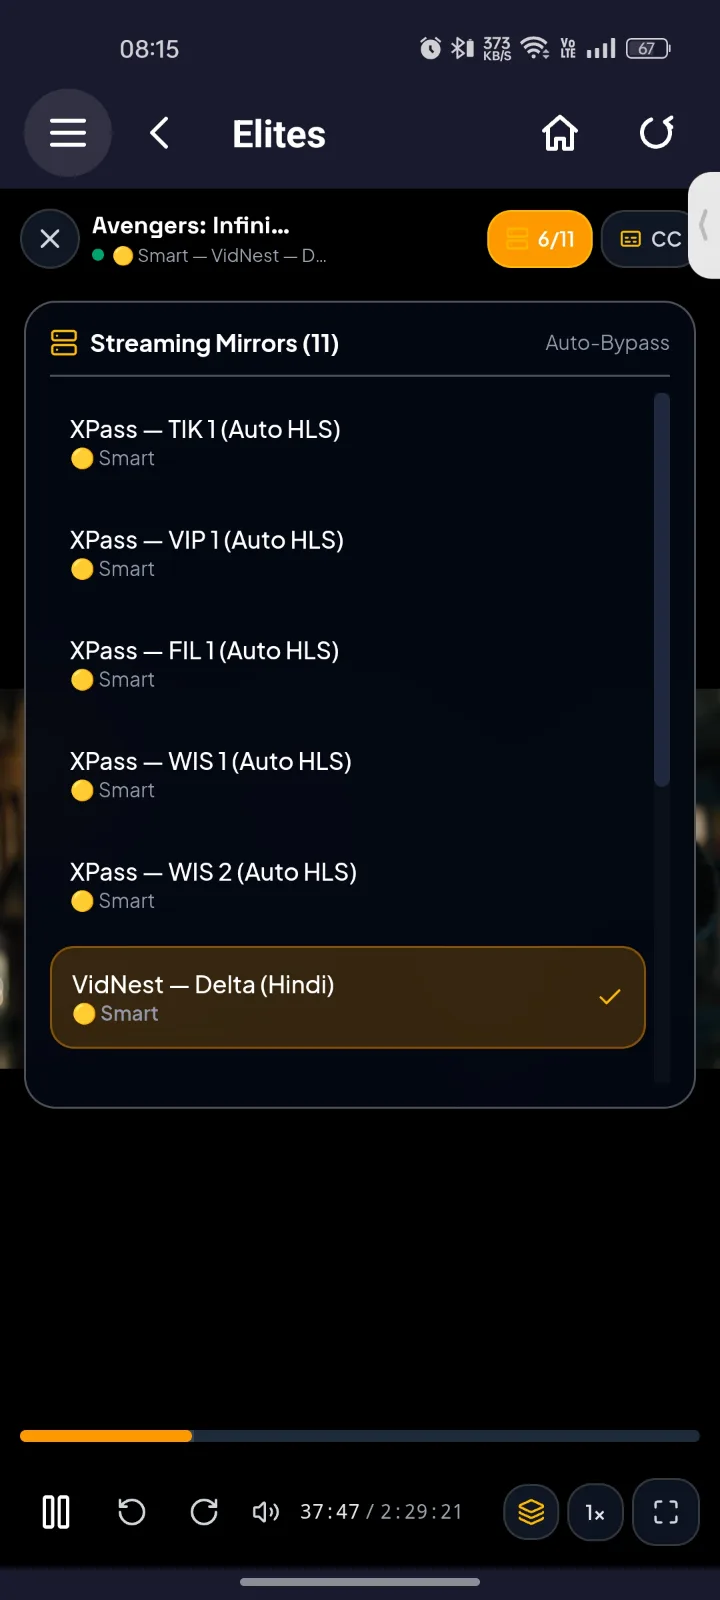 08:15
373 KB/S
Vo LTE
67
Elites
Avengers: Infini...
Smart — VidNest — D...
6/11
CC
Streaming Mirrors (11)
Auto-Bypass
XPass — TIK 1 (Auto HLS)
Smart
XPass — VIP 1 (Auto HLS)
Smart
XPass — FIL 1 (Auto HLS)
Smart
XPass — WIS 1 (Auto HLS)
Smart
XPass — WIS 2 (Auto HLS)
Smart
VidNest — Delta (Hindi)
Smart
37:47 / 2:29:21
1x